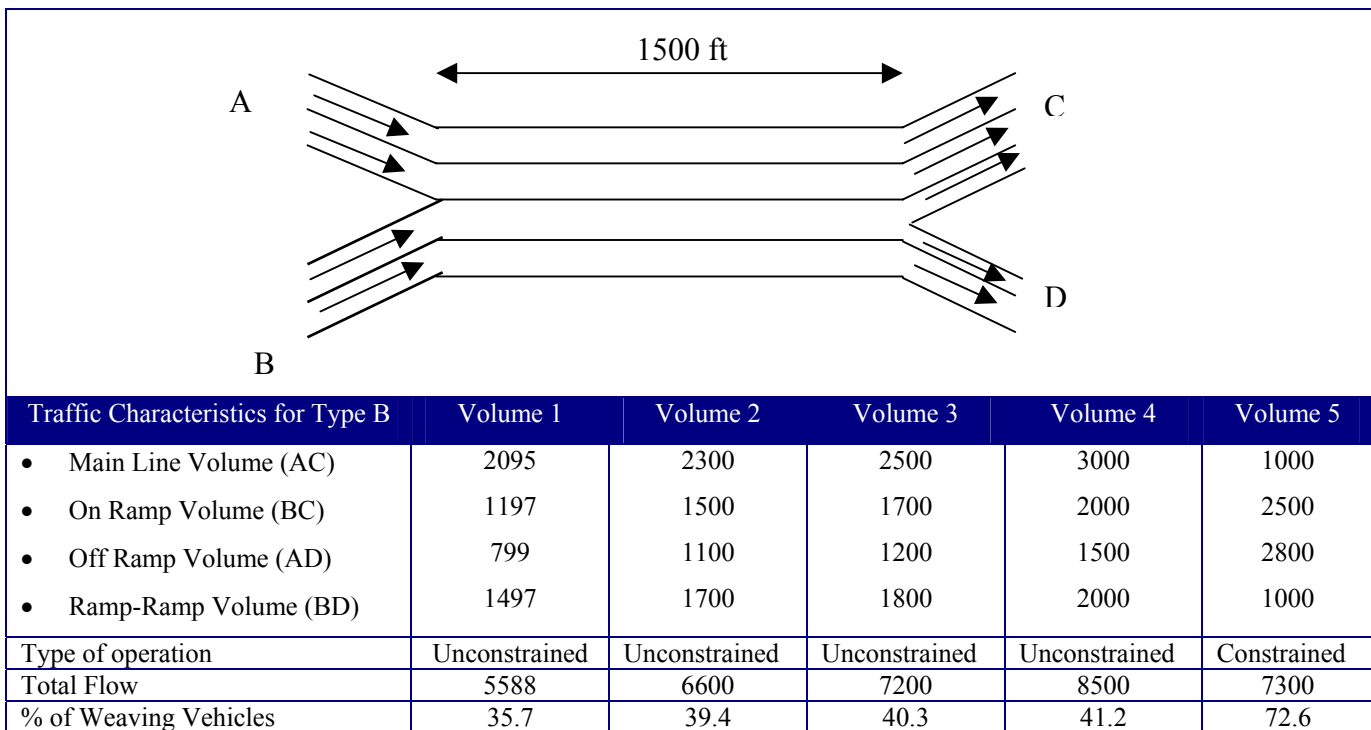 1500 ft
A
C
D
B
Traffic Characteristics for Type B Volume 1 Volume 2 Volume 3 Volume 4 Volume 5
• Main Line Volume (AC) 2095 2300 2500 3000 1000
• On Ramp Volume (BC) 1197 1500 1700 2000 2500
• Off Ramp Volume (AD) 799 1100 1200 1500 2800
• Ramp-Ramp Volume (BD) 1497 1700 1800 2000 1000
Type of operation Unconstrained Unconstrained Unconstrained Unconstrained Constrained
Total Flow 5588 6600 7200 8500 7300
% of Weaving Vehicles 35.7 39.4 40.3 41.2 72.6